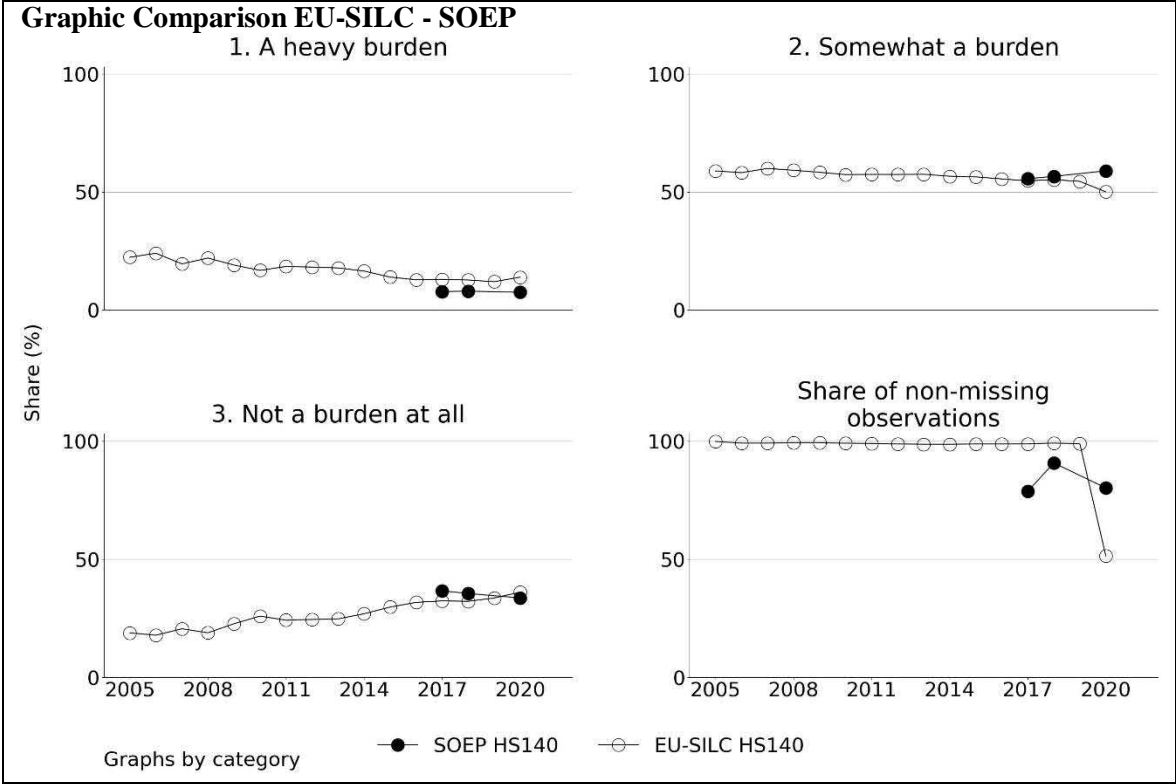 Graphic Comparison EU-SILC - SOEP
1. A heavy burden
2. Somewhat a burden
100
50
0
100
50
0
Share (%)
3. Not a burden at all
Share of non-missing
observations
100
50
0
2005 2008 2011 2014 2017 2020
100
50
0
2005 2008 2011 2014 2017 2020
SOEP HS140 EU-SILC HS140
Graphs by category